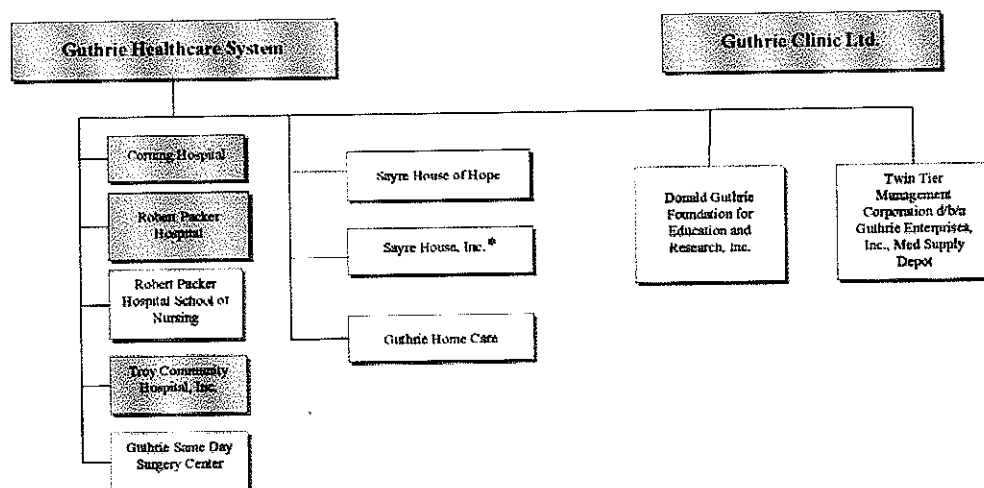 Guthrie Healthcare System
Guthrie Clinic Ltd.
Corning Hospital
Robert Packer
Hospital
Robert Packer
Hospital School of
Nursing
Troy Community
Hospital, Inc.
Guthrie Same Day
Surgery Center
Sayre House of Hope
Sayre House, Inc.*
Guthrie Home Care
Donald Guthrie
Foundation for
Education and
Research, Inc.
Twin Tier
Management
Corporation d/b/a
Guthrie Enterprises,
Inc., Med Supply
Depot